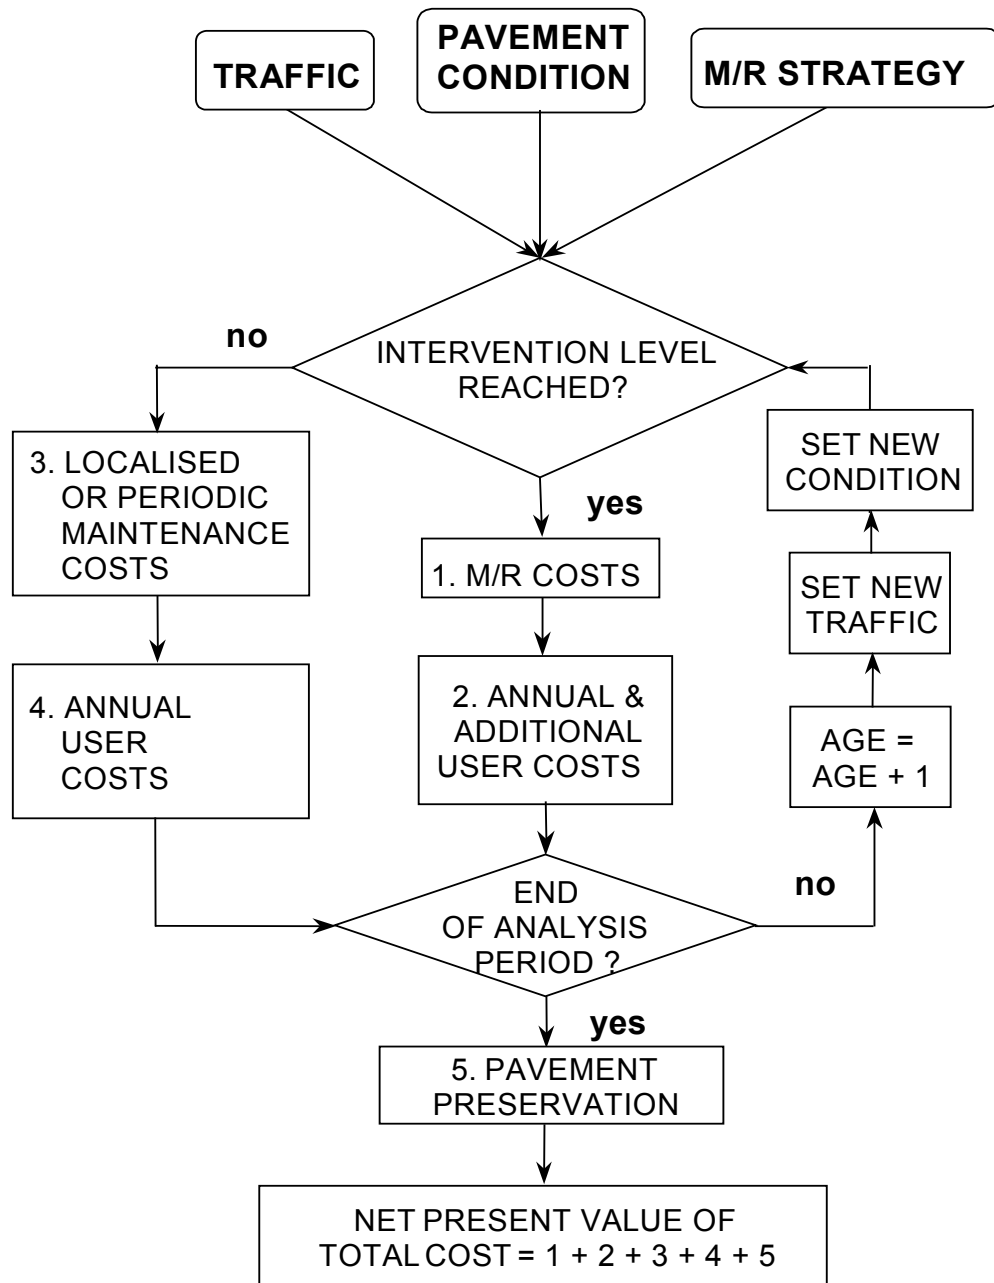 TRAFFIC
PAVEMENT
CONDITION
M/R STRATEGY
INTERVENTION LEVEL
REACHED?
no
yes
3. LOCALISED
OR PERIODIC
MAINTENANCE
COSTS
4. ANNUAL
USER
COSTS
1. M/R COSTS
2. ANNUAL &
ADDITIONAL
USER COSTS
SET NEW
CONDITION
SET NEW
TRAFFIC
AGE =
AGE + 1
END
OF ANALYSIS
PERIOD ?
no
yes
5. PAVEMENT
PRESERVATION
NET PRESENT VALUE OF
TOTAL COST = 1 + 2 + 3 + 4 + 5